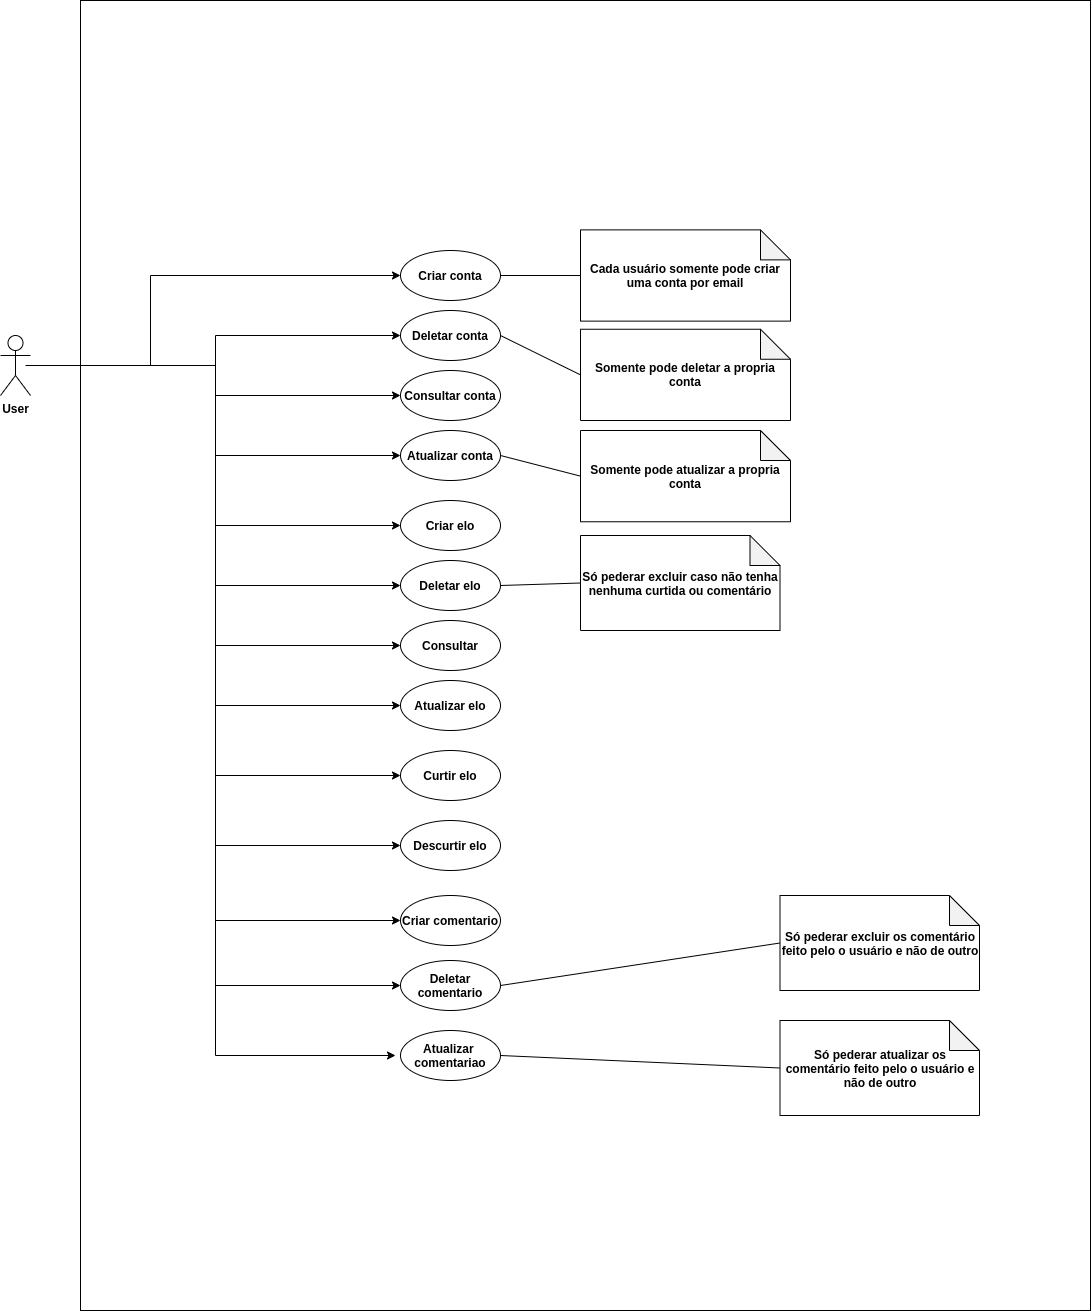 User
Criar conta
Cada usuário somente pode criar
uma conta por email
Deletar conta
Somente pode deletar a propria
conta
Consultar conta
Atualizar conta
Somente pode atualizar a propria
conta
Criar elo
Deletar elo
Só pederar excluir caso não tenha
nenhuma curtida ou comentário
Consultar
Atualizar elo
Curtir elo
Descurtir elo
Criar comentario
Deletar
comentario
Só pederar excluir os comentário
feito pelo o usuário e não de outro
Atualizar
comentariao
Só pederar atualizar os
comentário feito pelo o usuário e
não de outro